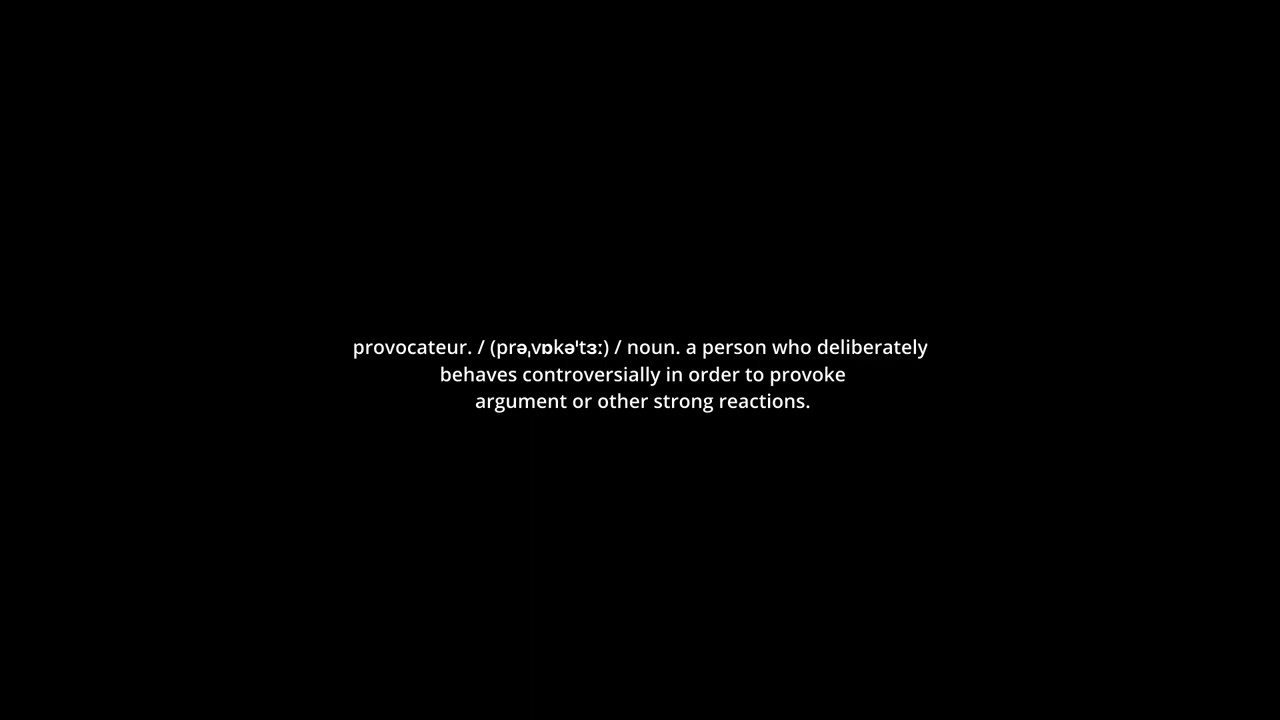 provocateur. / (prəˌvɒkəˈtɜː) / noun. a person who deliberately
behaves controversially in order to provoke
argument or other strong reactions.